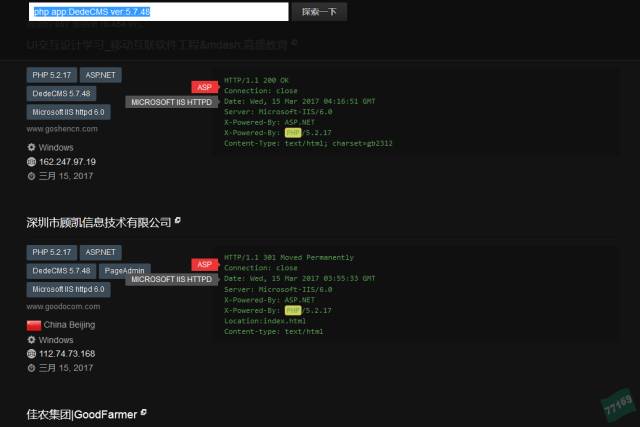 php app:DedeCMS ver:5.7.48
探索一下
UI交互设计学习_移动互联软件工程&mdash;
PHP 5.2.17 ASP.NET
DedeCMS 5.7.48
Microsoft IIS httpd 6.0
www.goshencn.com
Windows
162.247.97.19
三月 15, 2017
ASP
MICROSOFT IIS HTTPD
HTTP/1.1 200 OK
Connection: close
Date: Wed, 15 Mar 2017 04:16:51 GMT
Server: Microsoft-IIS/6.0
X-Powered-By: ASP.NET
X-Powered-By: PHP/5.2.17
Content-Type: text/html; charset=gb2312
深圳市顾凯信息技术有限公司
PHP 5.2.17 ASP.NET
DedeCMS 5.7.48 PageAdmin
Microsoft IIS httpd 6.0
www.goodocom.com
China Beijing
Windows
112.74.73.168
三月 15, 2017
ASP
MICROSOFT IIS HTTPD
HTTP/1.1 301 Moved Permanently
Connection: close
Date: Wed, 15 Mar 2017 03:55:33 GMT
Server: Microsoft-IIS/6.0
X-Powered-By: ASP.NET
X-Powered-By: PHP/5.2.17
Location:index.html
Content-type: text/html
佳农集团|GoodFarmer
77169